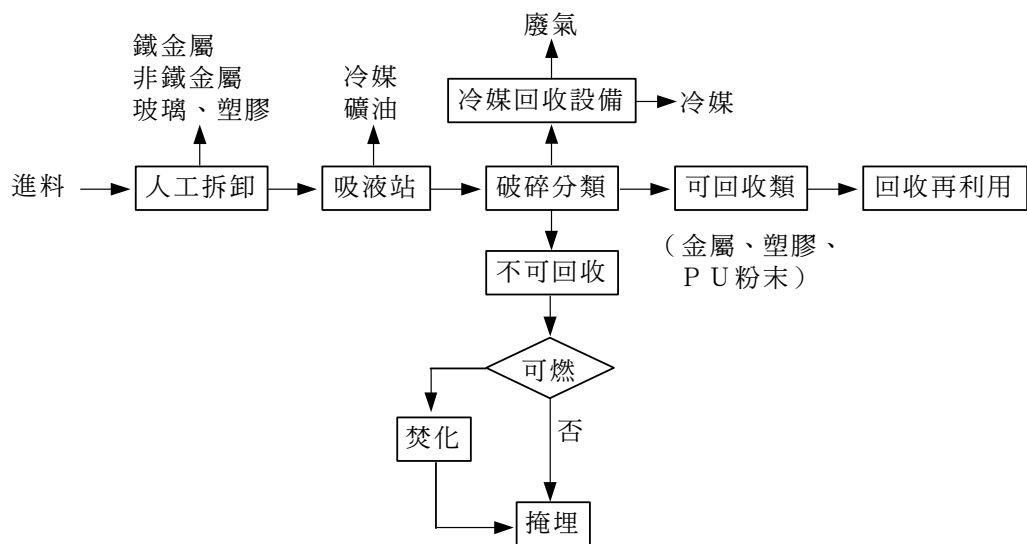 廢氣
鐵金屬
非鐵金屬
玻璃、塑膠
冷媒
礦油
冷媒回收設備
冷媒
進料
人工拆卸
吸液站
破碎分類
可回收類
回收再利用
（金屬、塑膠、
ＰＵ粉末）
不可回收
可燃
焚化
否
掩埋